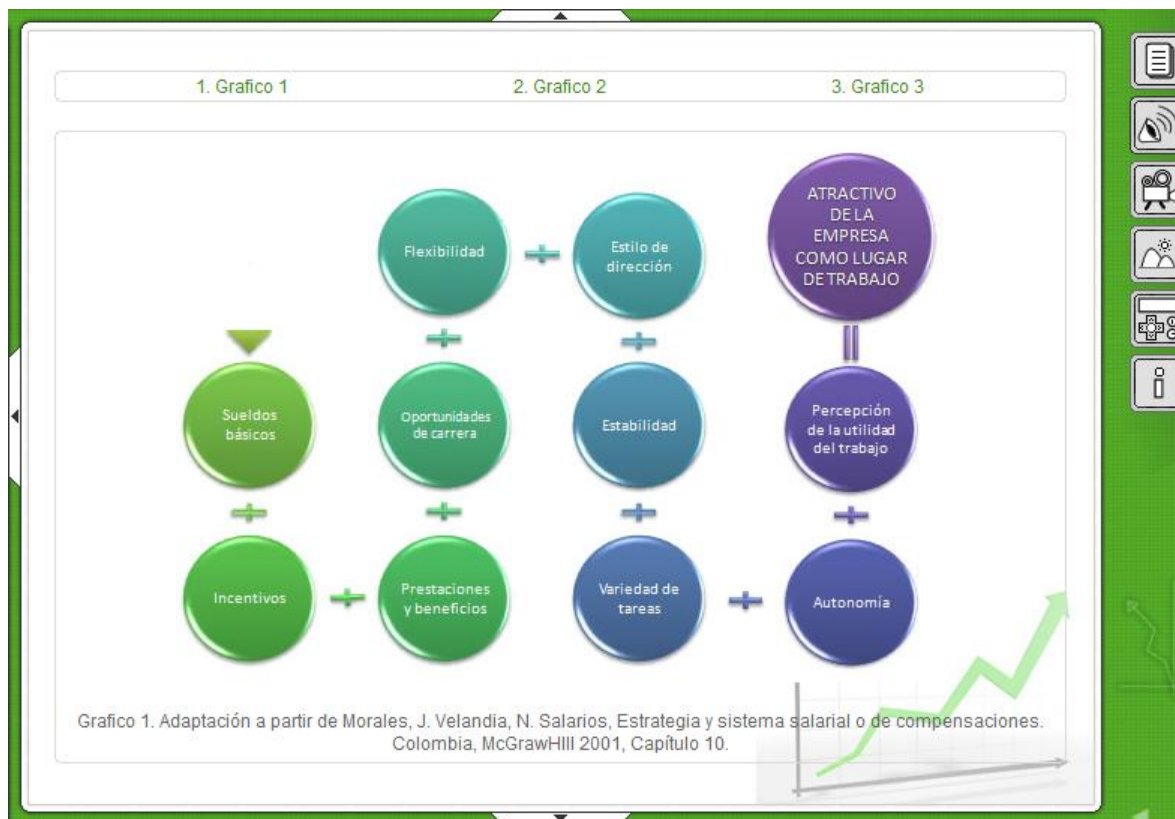 1. Grafico 1
2. Grafico 2
3. Grafico 3
Sueldos
básicos
Incentivos
Prestaciones
y beneficios
Oportunidades
de carrera
Flexibilidad
Estilo de
dirección
Estabilidad
Variedad de
tareas
Autonomía
Percepción
de la utilidad
del trabajo
ATRACTIVO
DE LA
EMPRESA
COMO LUGAR
DE TRABAJO
Grafico 1. Adaptación a partir de Morales, J. Velandia, N. Salarios, Estrategia y sistema salarial o de compensaciones.
Colombia, McGrawHIll 2001, Capítulo 10.